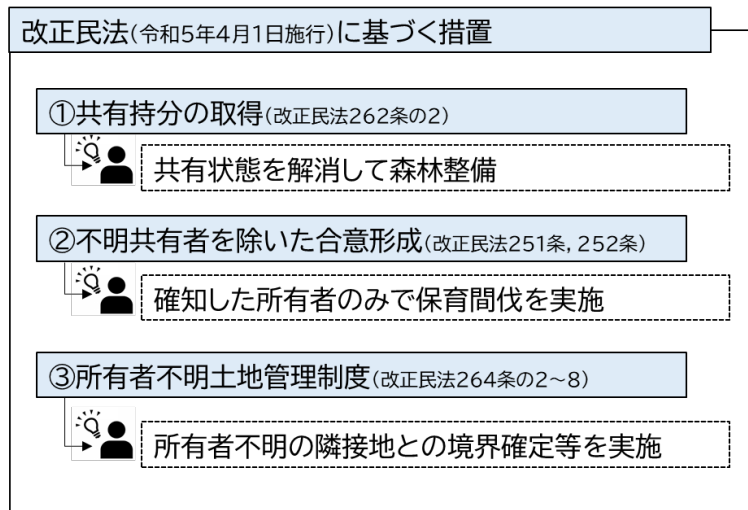 改正民法(令和5年4月1日施行)に基づく措置
①共有持分の取得(改正民法262条の2)
共有状態を解消して森林整備
②不明共有者を除いた合意形成(改正民法251条, 252条)
確知した所有者のみで保育間伐を実施
③所有者不明土地管理制度(改正民法264条の2~8)
所有者不明の隣接地との境界確定等を実施